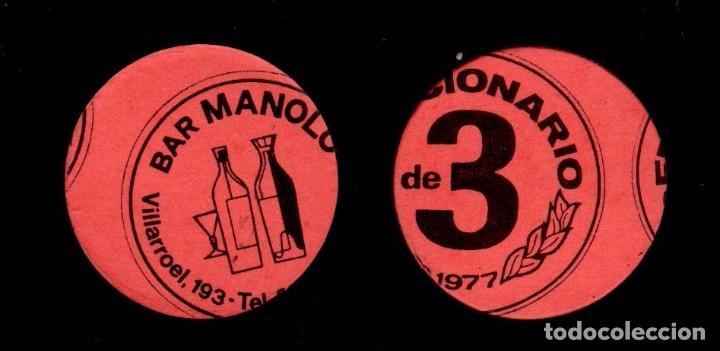 BAR MANOLO
Villarroel, 193 - Tel.
CIONARIO
de 3
1977
todocoleccion